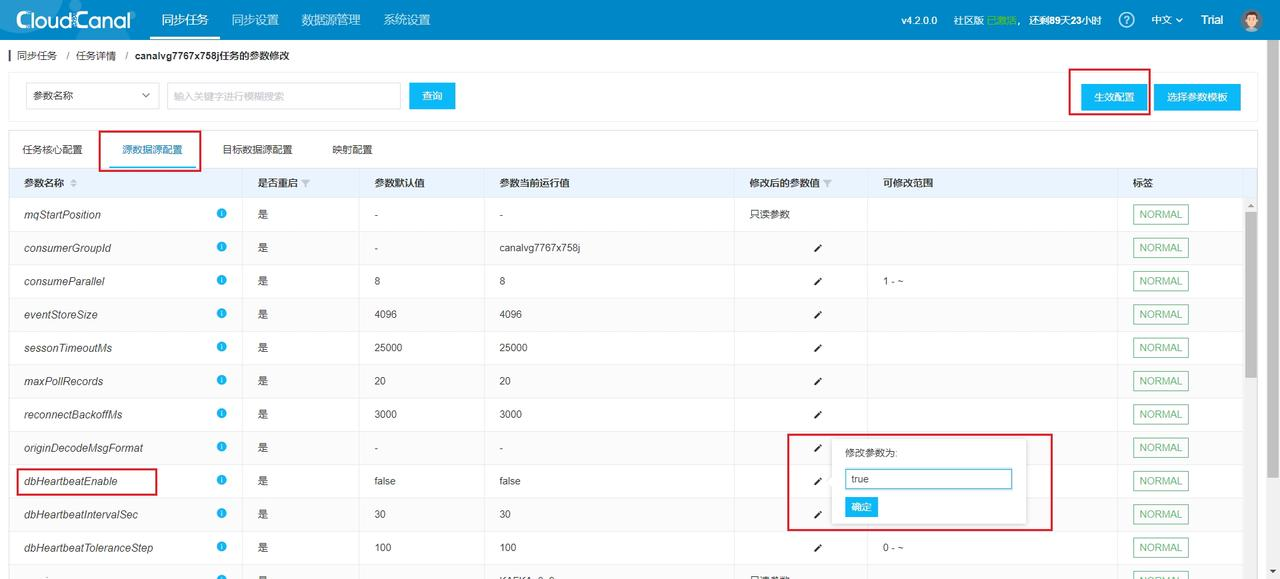 CloudCanal 同步任务 同步设置 数据源管理 系统设置 v4.2.0.0 社区版 已激活， 还剩89天23小时 中文 Trial
同步任务 / 任务详情 / canalvg7767x758j任务的参数修改
参数名称 输入关键字进行模糊搜索 查询 生效配置 选择参数模板
任务核心配置 源数据源配置 目标数据源配置 映射配置
参数名称 是否重启 参数默认值 参数当前运行值 修改后的参数值 可修改范围 标签
mqStartPosition 是 - - 只读参数 NORMAL
consumerGroupId 是 - canalvg7767x758j NORMAL
consumeParallel 是 8 8 1 - ~ NORMAL
eventStoreSize 是 4096 4096 NORMAL
sessonTimeoutMs 是 25000 25000 NORMAL
maxPollRecords 是 20 20 NORMAL
reconnectBackoffMs 是 3000 3000 NORMAL
originDecodeMsgFormat 是 - - NORMAL
修改参数为:
dbHeartbeatEnable 是 false false true NORMAL
确定
dbHeartbeatIntervalSec 是 30 30 NORMAL
dbHeartbeatToleranceStep 是 100 100 0 - ~ NORMAL